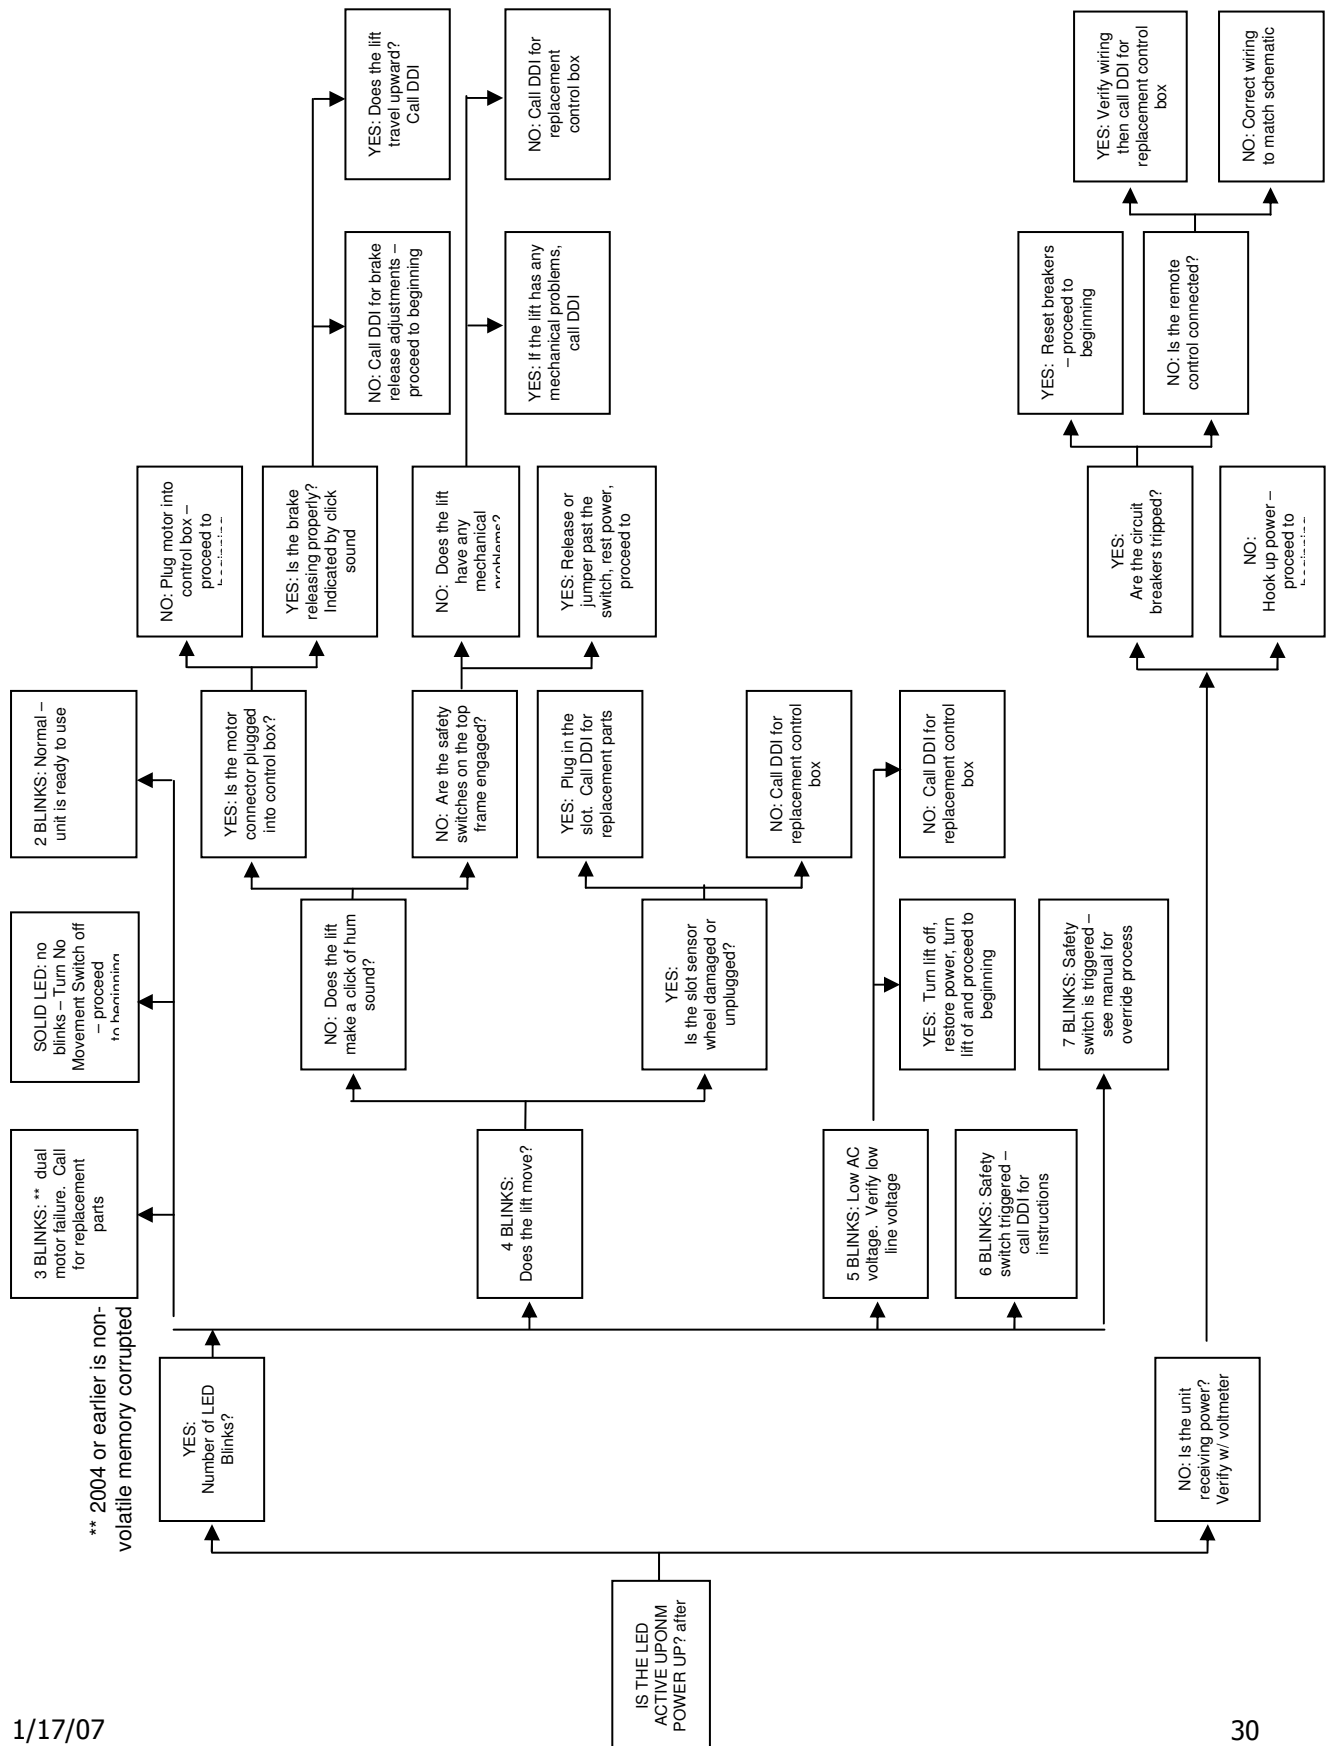 IS THE LED
ACTIVE UPONM
POWER UP? after
YES:
Number of LED
Blinks?
** 2004 or earlier is non-
volatile memory corrupted
NO: Is the unit
receiving power?
Verify w/ voltmeter
3 BLINKS: ** dual
motor failure. Call
for replacement
parts
SOLID LED: no
blinks – Turn No
Movement Switch off
– proceed
to beginning
2 BLINKS: Normal –
unit is ready to use
4 BLINKS:
Does the lift move?
NO: Does the lift
make a click of hum
sound?
YES: Is the motor
connector plugged
into control box?
NO: Plug motor into
control box –
proceed to
beginning
YES: Is the brake
releasing properly?
Indicated by click
sound
NO: Call DDI for brake
release adjustments –
proceed to beginning
YES: Does the lift
travel upward?
Call DDI
NO: Are the safety
switches on the top
frame engaged?
NO: Does the lift
have any
mechanical
problems?
YES: If the lift has any
mechanical problems,
call DDI
NO: Call DDI for
replacement
control box
YES: Release or
jumper past the
switch, rest power,
proceed to
YES:
Is the slot sensor
wheel damaged or
unplugged?
YES: Plug in the
slot. Call DDI for
replacement parts
NO: Call DDI for
replacement control
box
5 BLINKS: Low AC
voltage. Verify low
line voltage
YES: Turn lift off,
restore power, turn
lift of and proceed to
beginning
NO: Call DDI for
replacement control
box
6 BLINKS: Safety
switch triggered –
call DDI for
instructions
7 BLINKS: Safety
switch is triggered –
see manual for
override process
YES:
Are the circuit
breakers tripped?
NO:
Hook up power –
proceed to
beginning
YES: Reset breakers
– proceed to
beginning
NO: Is the remote
control connected?
YES: Verify wiring
then call DDI for
replacement control
box
NO: Correct wiring
to match schematic
1/17/07
30